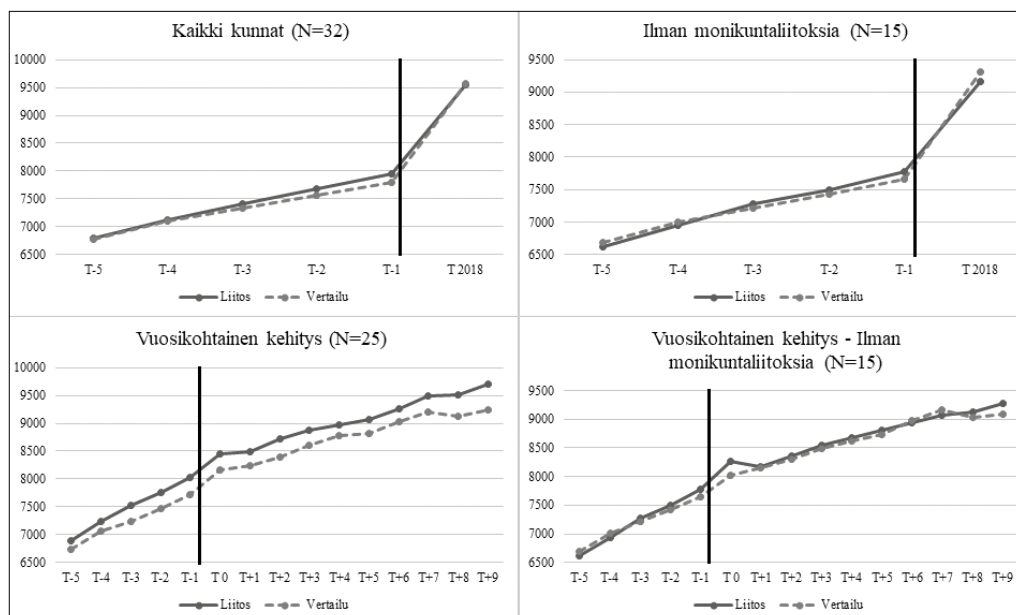 Kaikki kunnat (N=32)
10000
9500
9000
8500
8000
7500
7000
6500
T-5 T-4 T-3 T-2 T-1 T 2018
Liitos Vertailu
Ilman monikuntaliitoksia (N=15)
9500
9000
8500
8000
7500
7000
6500
T-5 T-4 T-3 T-2 T-1 T 2018
Liitos Vertailu
Vuosikohtainen kehitys (N=25)
10000
9500
9000
8500
8000
7500
7000
6500
T-5 T-4 T-3 T-2 T-1 T 0 T+1 T+2 T+3 T+4 T+5 T+6 T+7 T+8 T+9
Liitos Vertailu
Vuosikohtainen kehitys - Ilman
monikuntaliitoksia (N=15)
9500
9000
8500
8000
7500
7000
6500
T-5 T-4 T-3 T-2 T-1 T 0 T+1 T+2 T+3 T+4 T+5 T+6 T+7 T+8 T+9
Liitos Vertailu